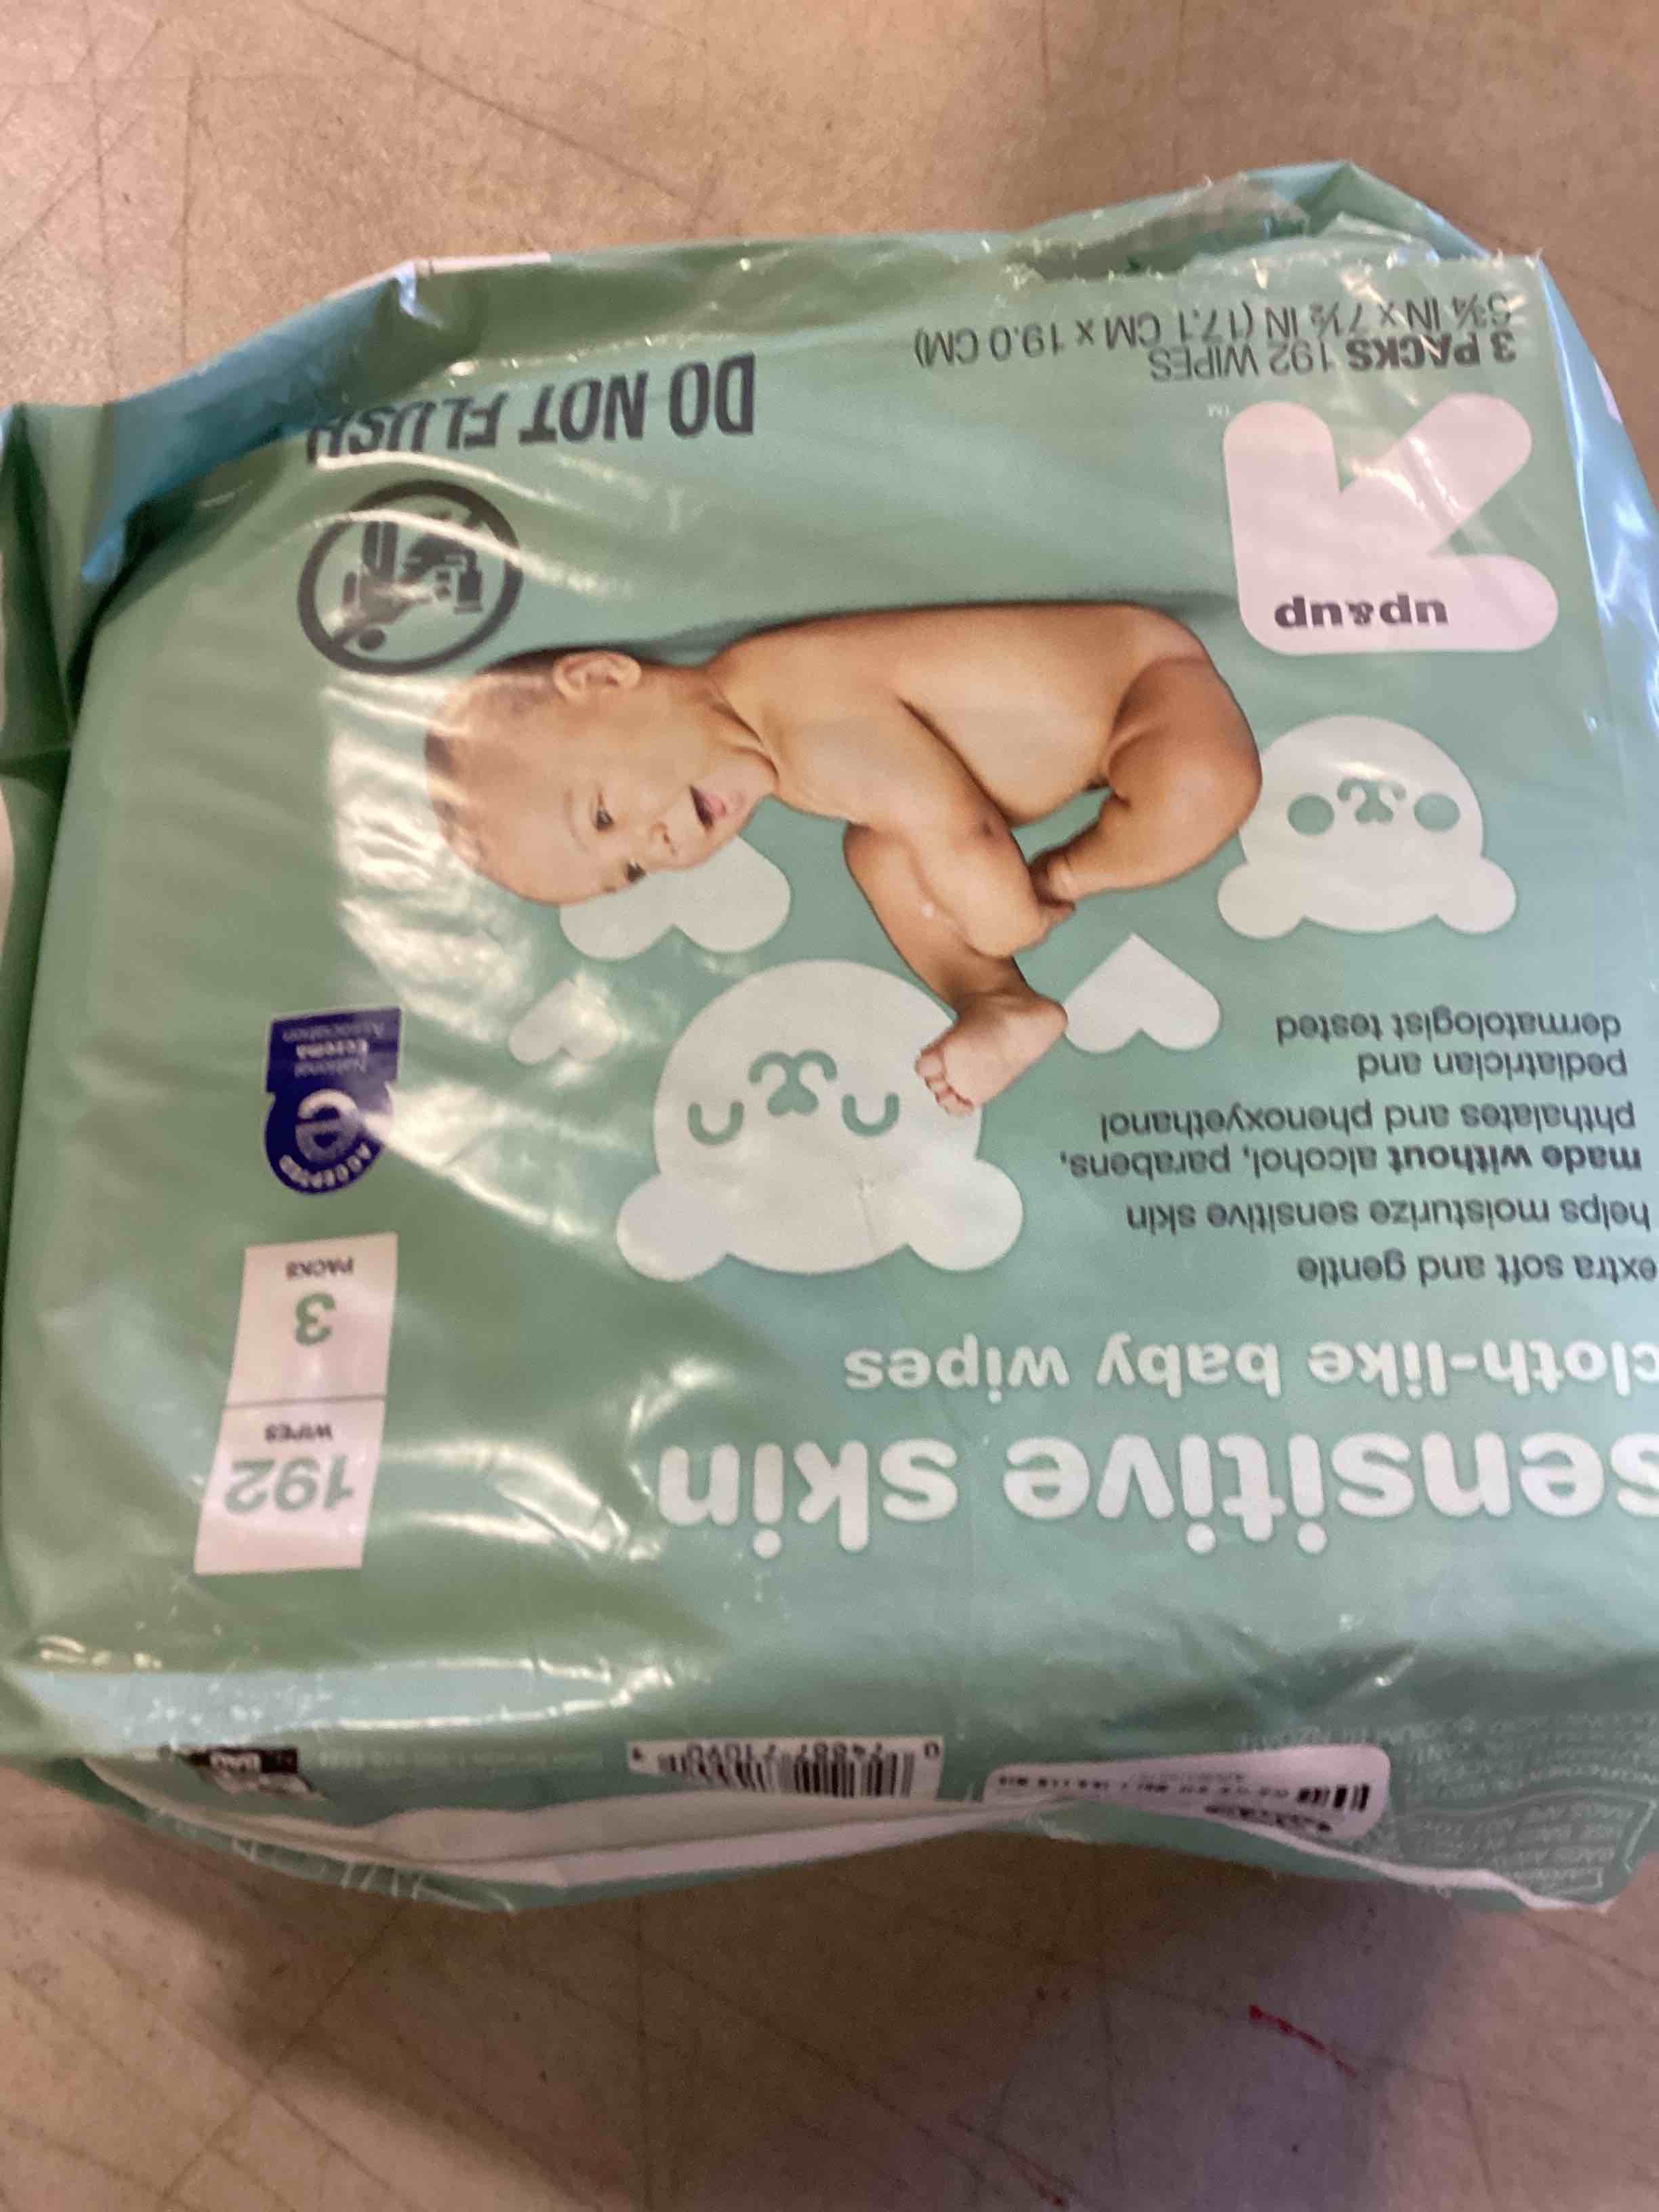 sensitive skin
cloth-like baby wipes
extra soft and gentle
helps moisturize sensitive skin
made without alcohol, parabens,
phthalates and phenoxyethanol
pediatrician and
dermatologist tested
192
WIPES
3
PACKS
ACCEPTED
e
National
Eczema
Association
up&up
TM
DO NOT FLUSH
3 PACKS 192 WIPES
IN x 7½ IN (17.1 CM x 19.0 CM)